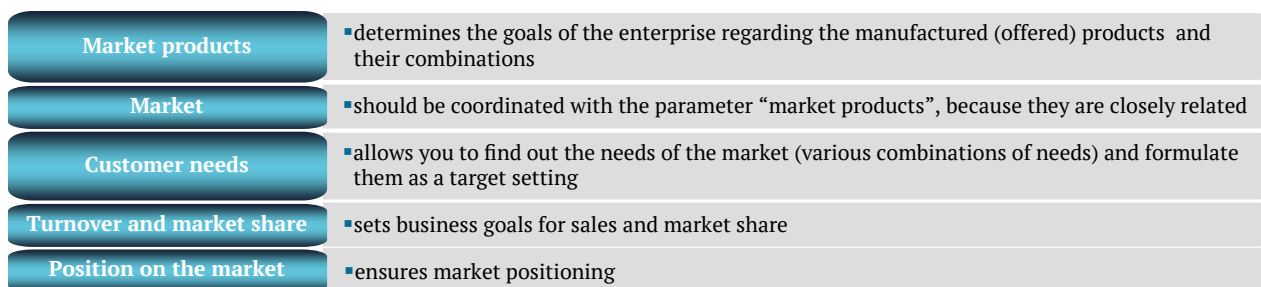 Market products
▪determines the goals of the enterprise regarding the manufactured (offered) products and
their combinations
Market
▪should be coordinated with the parameter “market products”, because they are closely related
Customer needs
▪allows you to find out the needs of the market (various combinations of needs) and formulate
them as a target setting
Turnover and market share
▪sets business goals for sales and market share
Position on the market
▪ensures market positioning